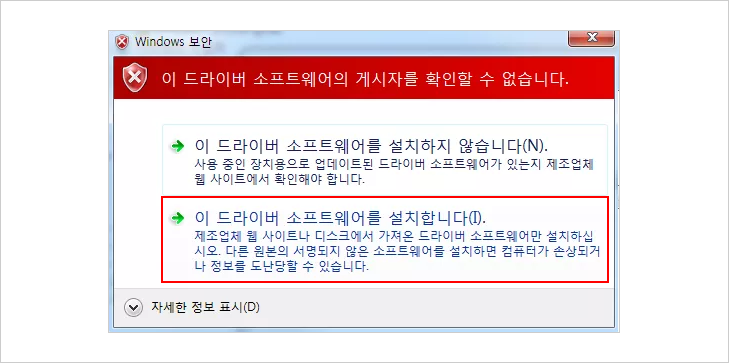 Windows 보안
이 드라이버 소프트웨어의 게시자를 확인할 수 없습니다.
이 드라이버 소프트웨어를 설치하지 않습니다(N).
사용 중인 장치용으로 업데이트된 드라이버 소프트웨어가 있는지 제조업체
웹 사이트에서 확인해야 합니다.
이 드라이버 소프트웨어를 설치합니다(I).
제조업체 웹 사이트나 디스크에서 가져온 드라이버 소프트웨어만 설치하십
시오. 다른 원본의 서명되지 않은 소프트웨어를 설치하면 컴퓨터가 손상되거
나 정보를 도난당할 수 있습니다.
자세한 정보 표시(D)